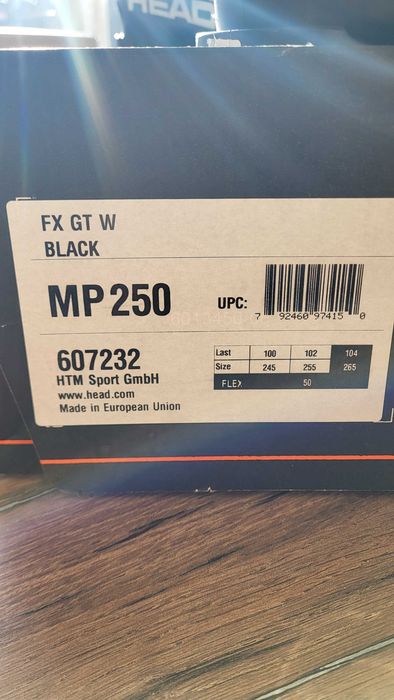 HEAD
FX GT W
BLACK
MP 250
UPC:
7 92460 97415 0
607232
HTM Sport GmbH
www.head.com
Made in European Union
Last 100 102 104
Size 245 255 265
FLEX 50